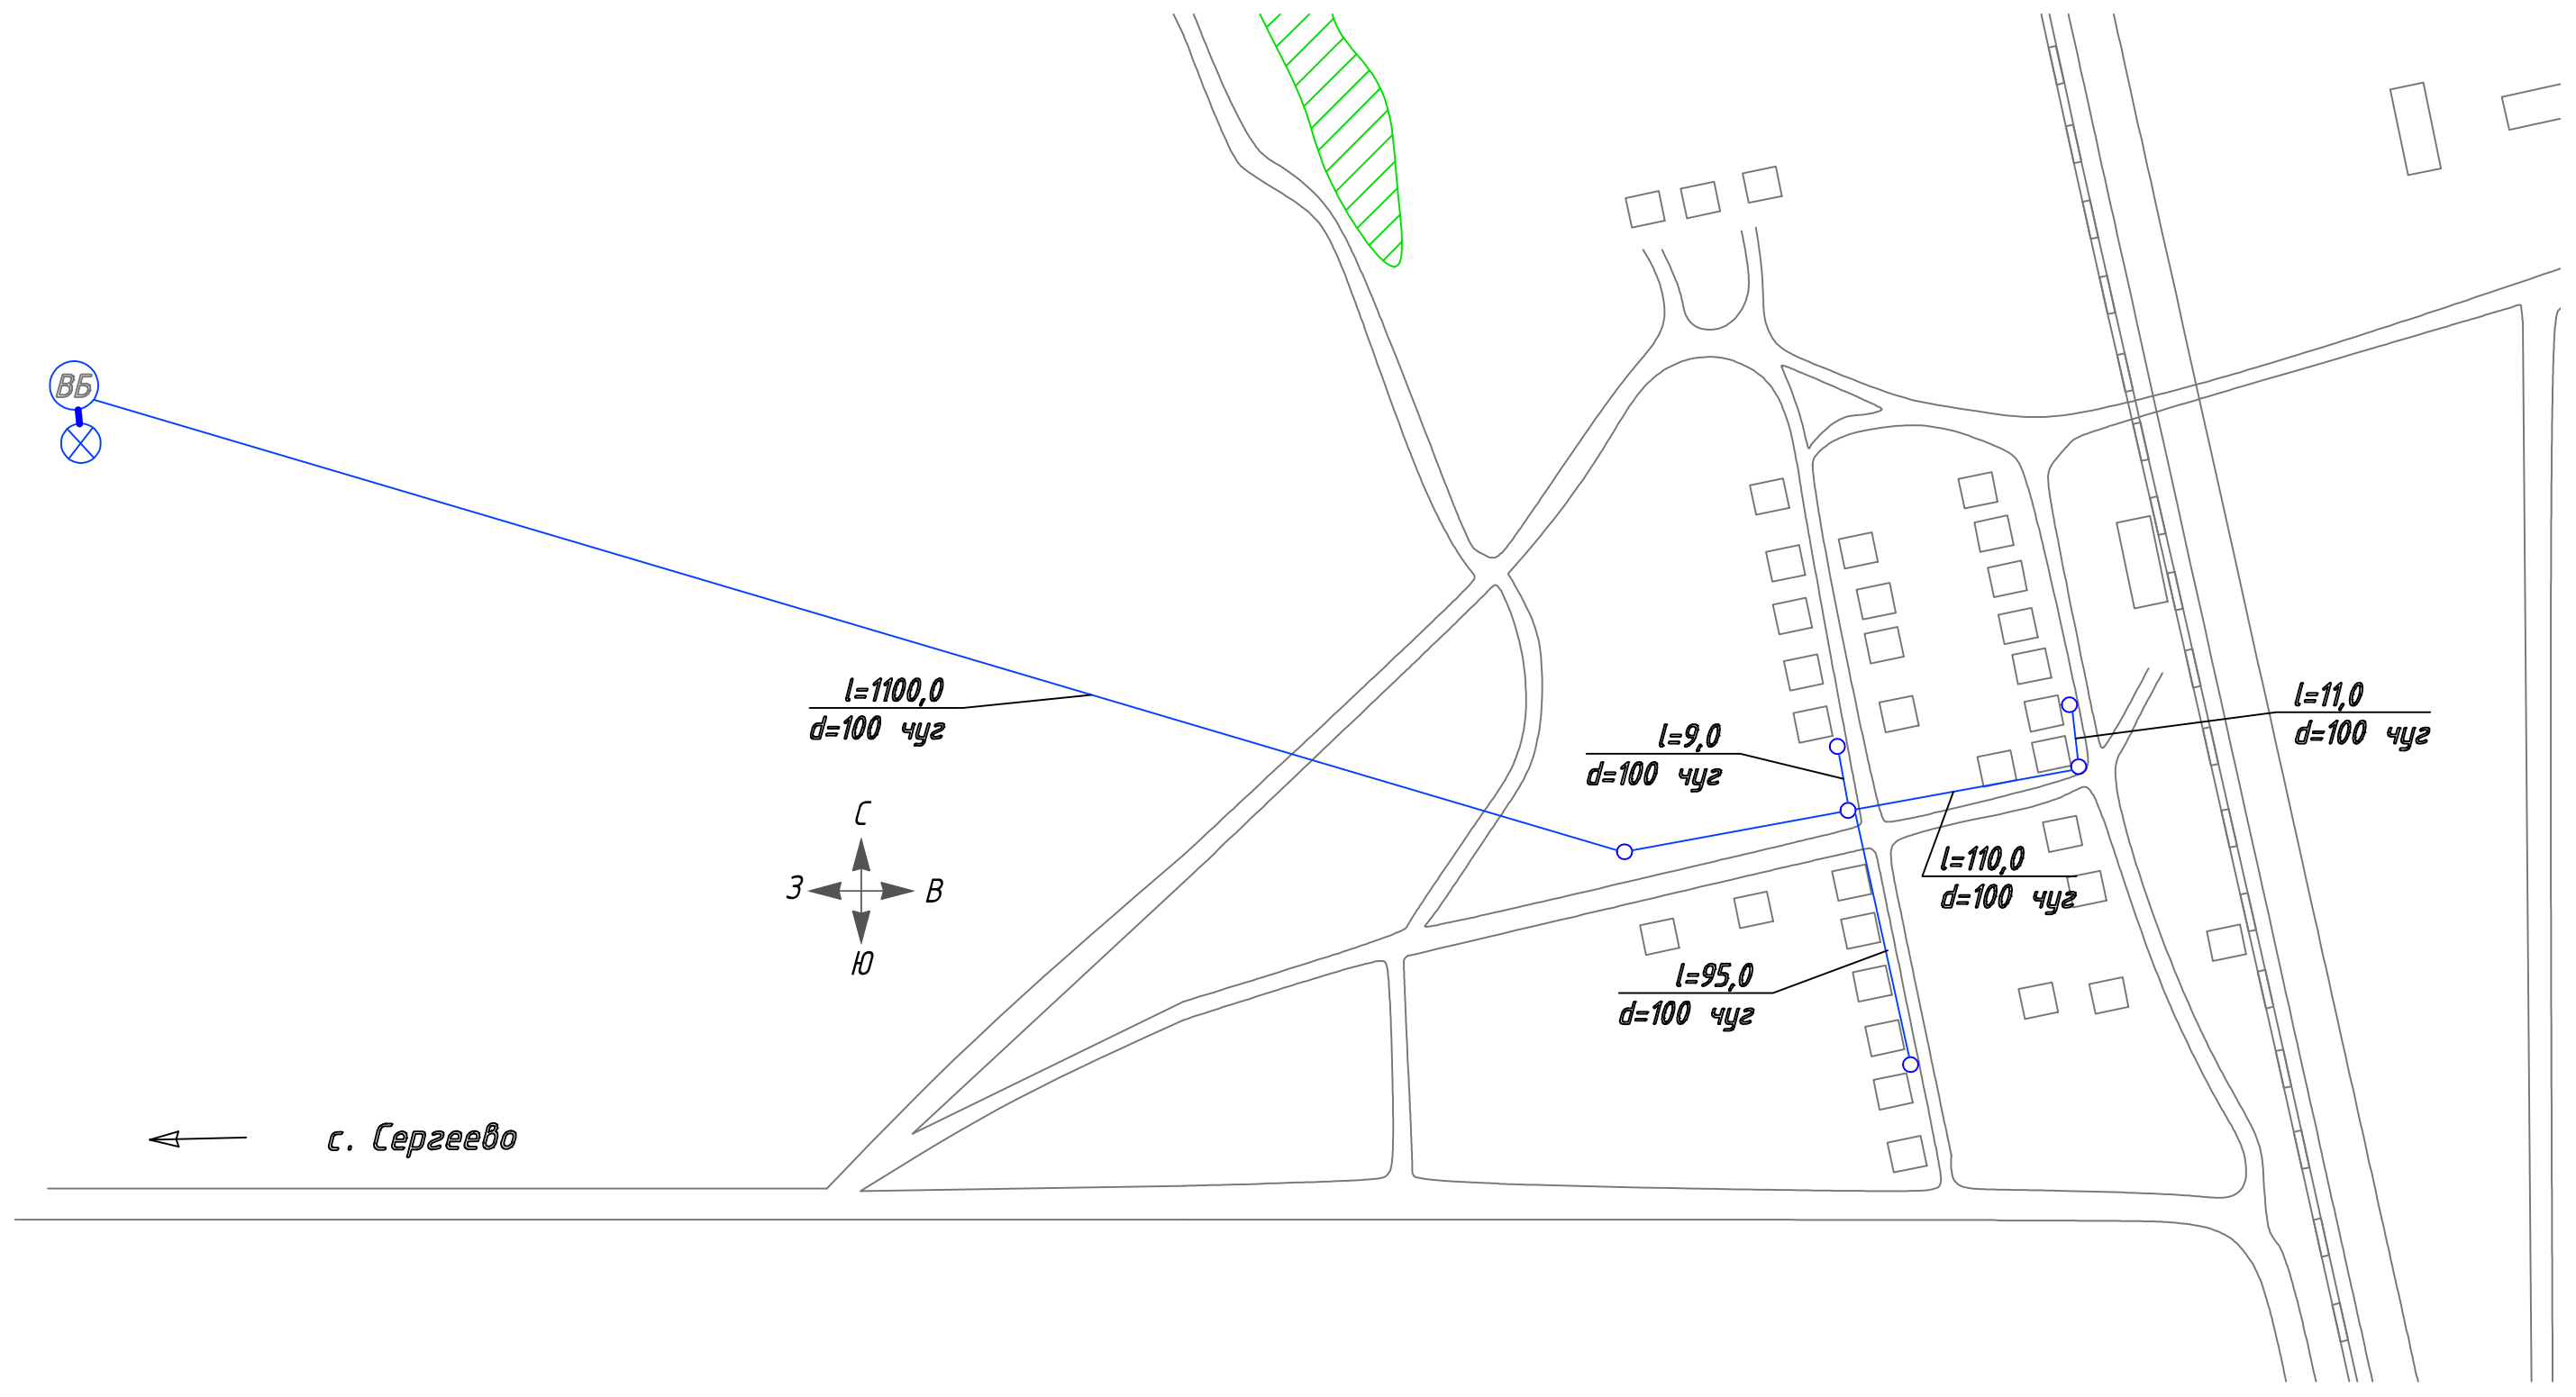 ВБ
l=1100,0
d=100 чуг
l=11,0
d=100 чуг
l=9,0
d=100 чуг
С
З
В
Ю
l=110,0
d=100 чуг
l=95,0
d=100 чуг
с. Сергеево